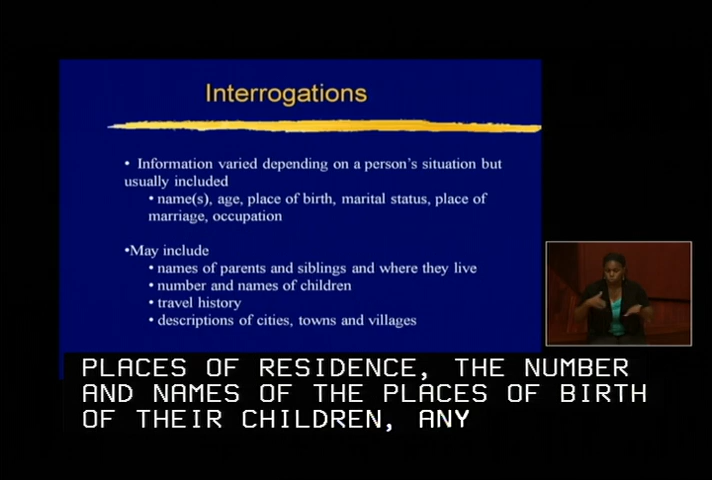 Interrogations
• Information varied depending on a person's situation but
usually included
• name(s), age, place of birth, marital status, place of
marriage, occupation
•May include
• names of parents and siblings and where they live
• number and names of children
• travel history
• descriptions of cities, towns and villages
PLACES OF RESIDENCE, THE NUMBER
AND NAMES OF THE PLACES OF BIRTH
OF THEIR CHILDREN, ANY